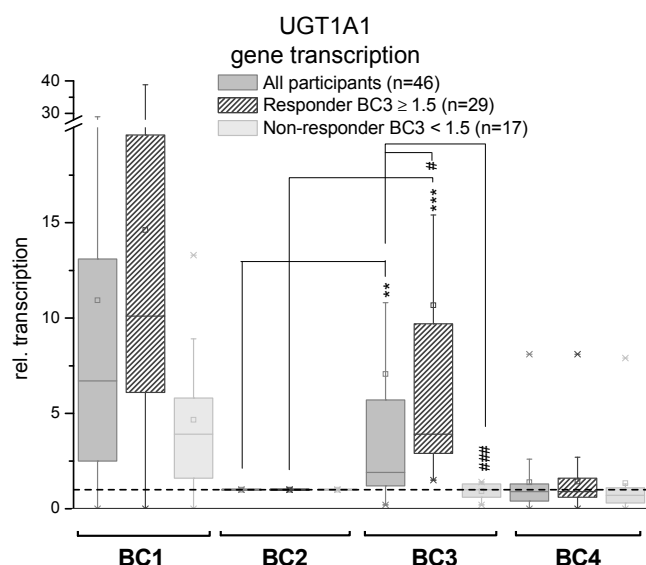 UGT1A1
gene transcription
All participants (n=46)
Responder BC3 ≥ 1.5 (n=29)
Non-responder BC3 < 1.5 (n=17)
rel. transcription
40
30
15
10
5
0
#
***
**
###
BC1 BC2 BC3 BC4